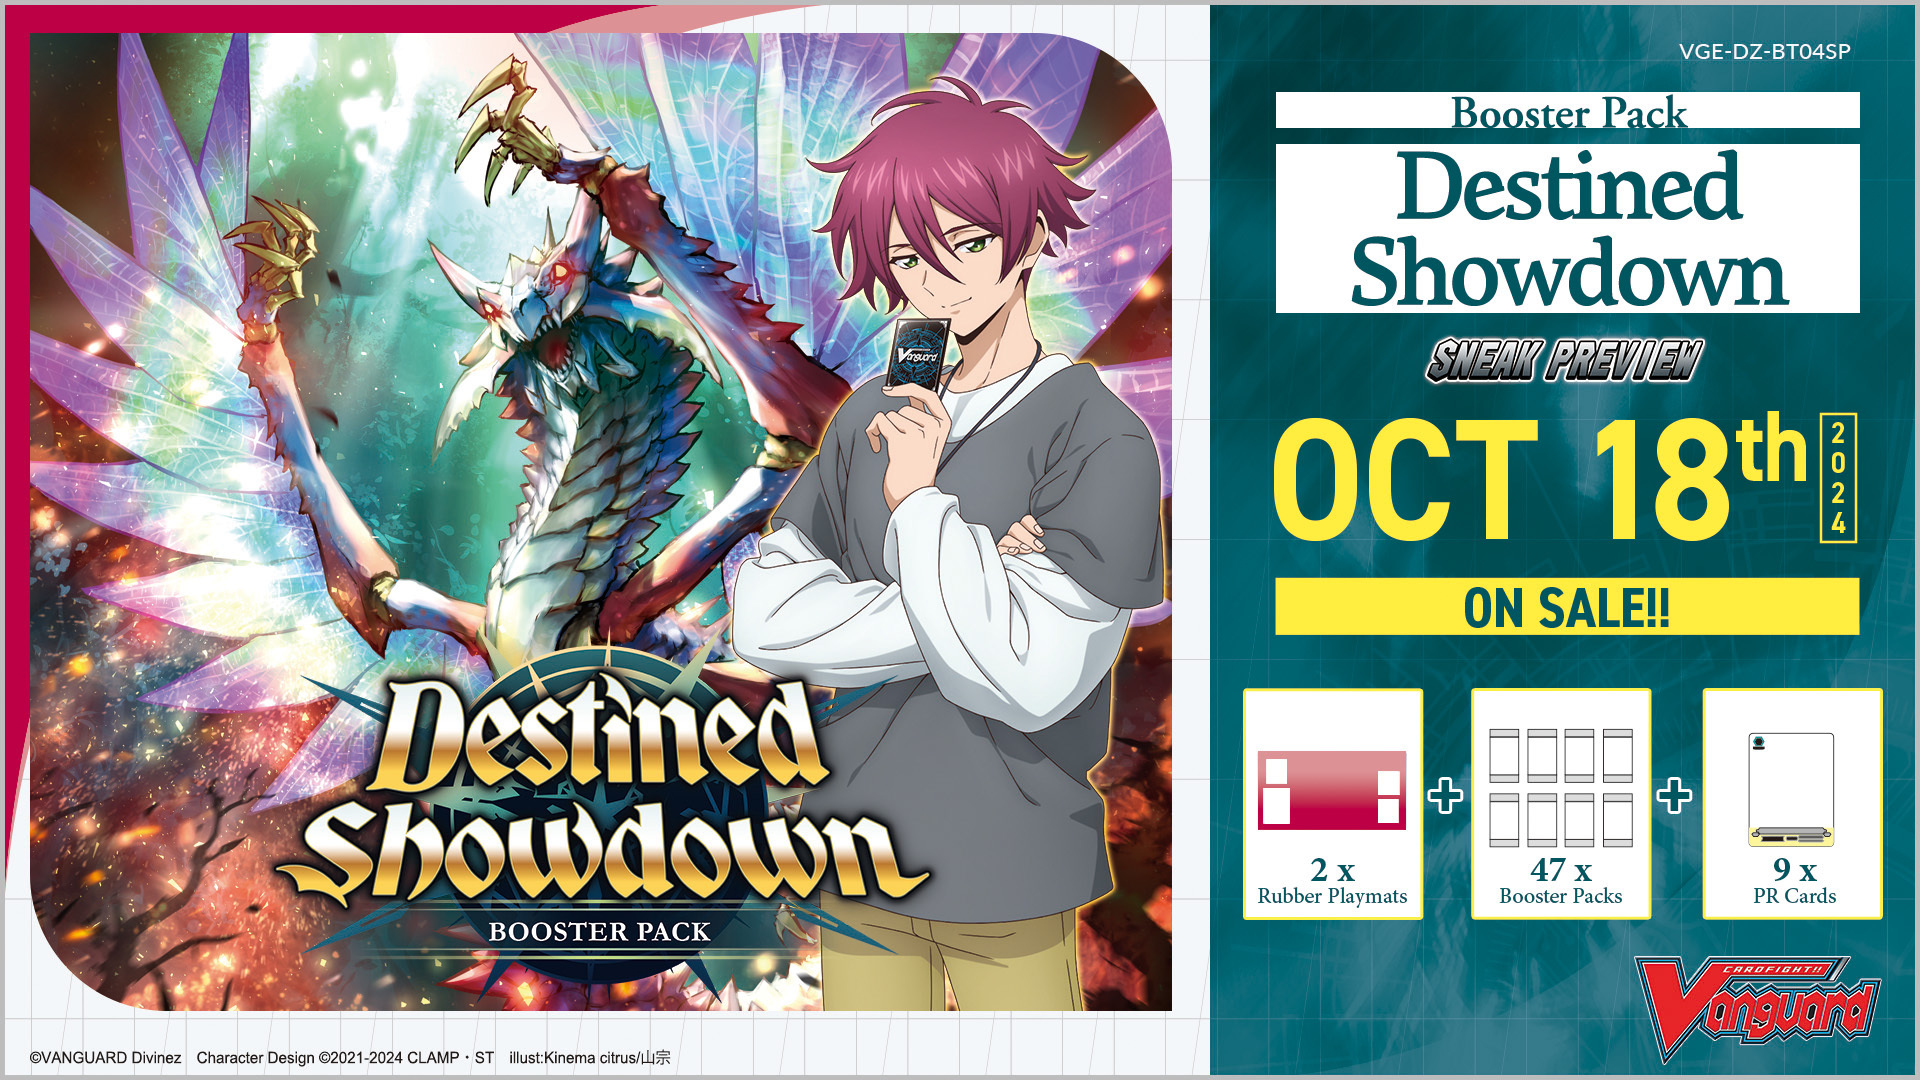 Vanguard
Destined
Showdown
BOOSTER PACK
©VANGUARD Divinez Character Design ©2021-2024 CLAMP・ST illust:Kinema citrus/山宗
VGE-DZ-BT04SP
Booster Pack
Destined
Showdown
SNEAK PREVIEW
OCT 18th 2024
ON SALE!!
2 x
Rubber Playmats
+
47 x
Booster Packs
+
9 x
PR Cards
CARDFIGHT!!
Vanguard